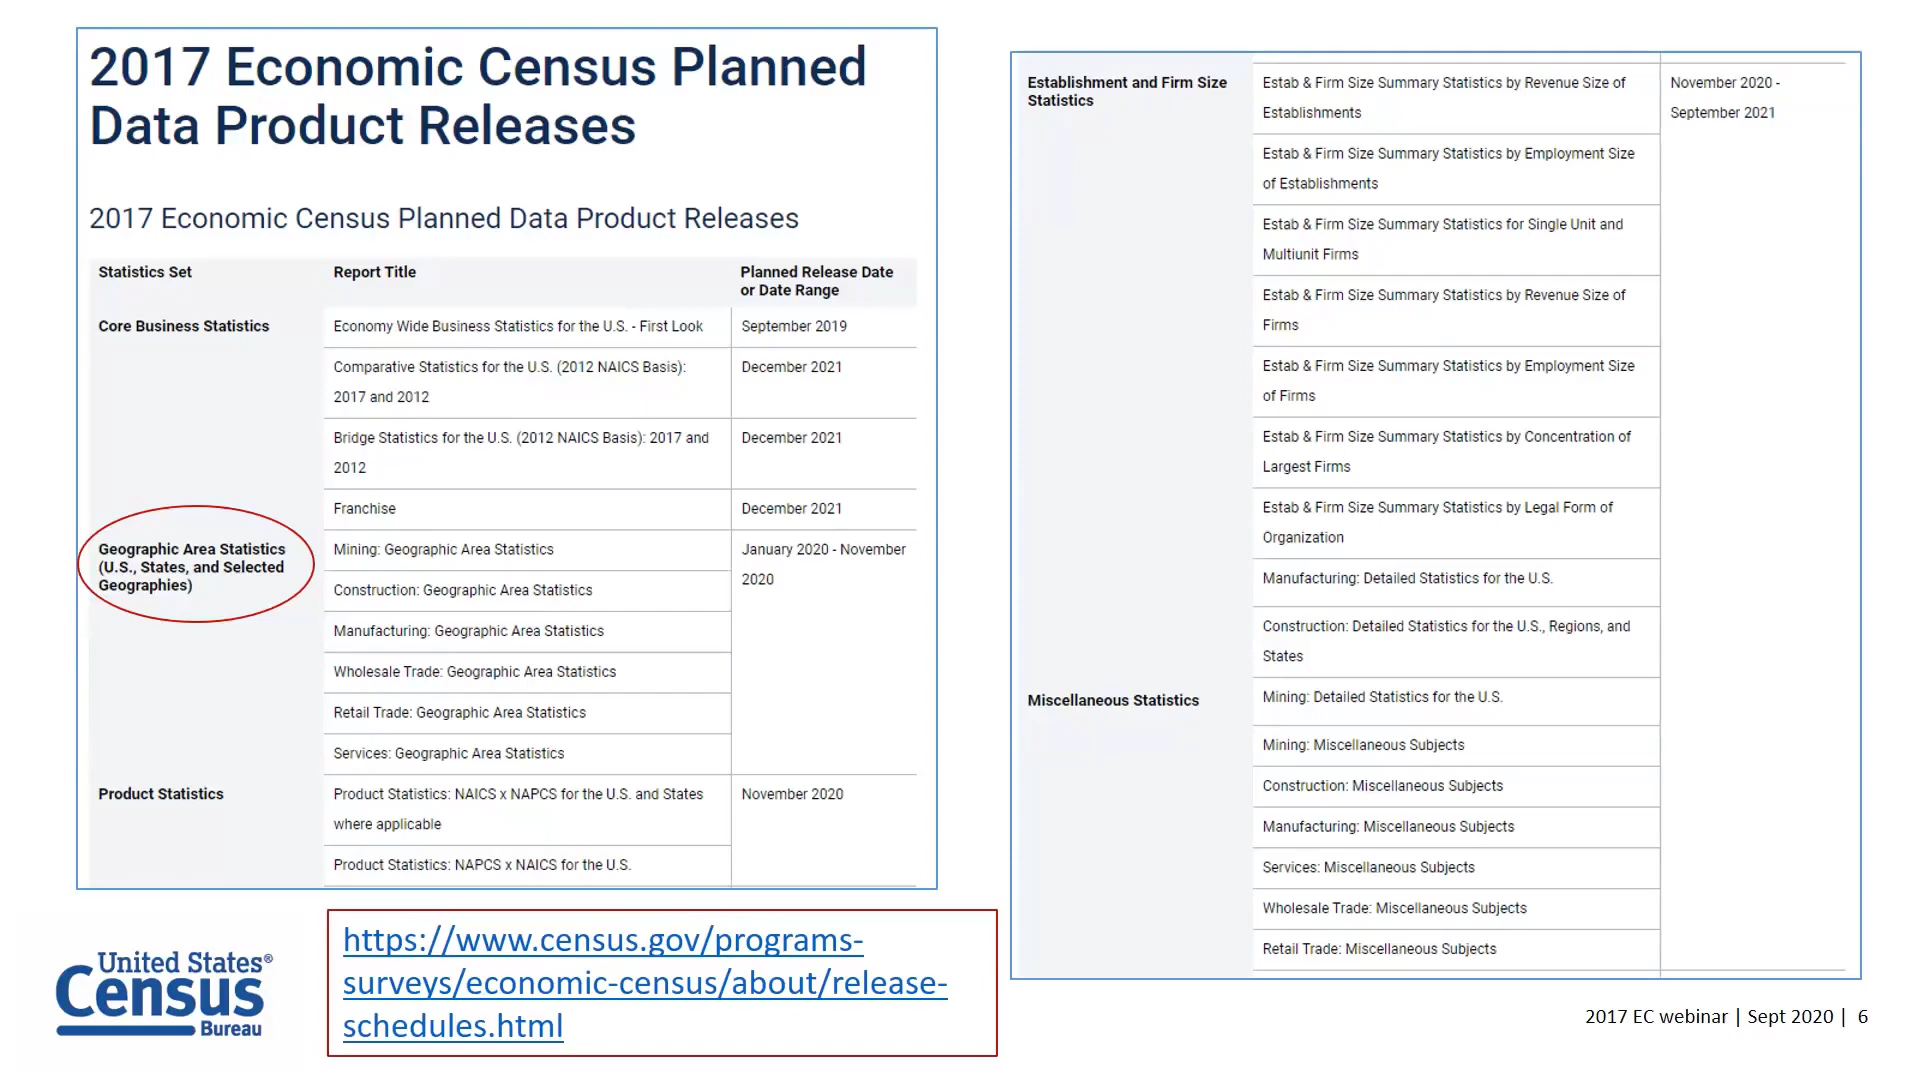 2017 Economic Census Planned
Data Product Releases
2017 Economic Census Planned Data Product Releases
Statistics Set
Report Title
Planned Release Date
or Date Range
Core Business Statistics
Economy Wide Business Statistics for the U.S. - First Look
September 2019
Comparative Statistics for the U.S. (2012 NAICS Basis):
2017 and 2012
December 2021
Bridge Statistics for the U.S. (2012 NAICS Basis): 2017 and
2012
December 2021
Franchise
December 2021
Geographic Area Statistics
(U.S., States, and Selected
Geographies)
Mining: Geographic Area Statistics
January 2020 - November
2020
Construction: Geographic Area Statistics
Manufacturing: Geographic Area Statistics
Wholesale Trade: Geographic Area Statistics
Retail Trade: Geographic Area Statistics
Services: Geographic Area Statistics
Product Statistics
Product Statistics: NAICS x NAPCS for the U.S. and States
where applicable
November 2020
Product Statistics: NAPCS x NAICS for the U.S.
Establishment and Firm Size
Statistics
Estab & Firm Size Summary Statistics by Revenue Size of
Establishments
November 2020 -
September 2021
Estab & Firm Size Summary Statistics by Employment Size
of Establishments
Estab & Firm Size Summary Statistics for Single Unit and
Multiunit Firms
Estab & Firm Size Summary Statistics by Revenue Size of
Firms
Estab & Firm Size Summary Statistics by Employment Size
of Firms
Estab & Firm Size Summary Statistics by Concentration of
Largest Firms
Estab & Firm Size Summary Statistics by Legal Form of
Organization
Manufacturing: Detailed Statistics for the U.S.
Construction: Detailed Statistics for the U.S., Regions, and
States
Miscellaneous Statistics
Mining: Detailed Statistics for the U.S.
Mining: Miscellaneous Subjects
Construction: Miscellaneous Subjects
Manufacturing: Miscellaneous Subjects
Services: Miscellaneous Subjects
Wholesale Trade: Miscellaneous Subjects
Retail Trade: Miscellaneous Subjects
United States®
Census
Bureau
https://www.census.gov/programs-
surveys/economic-census/about/release-
schedules.html
2017 EC webinar | Sept 2020 | 6